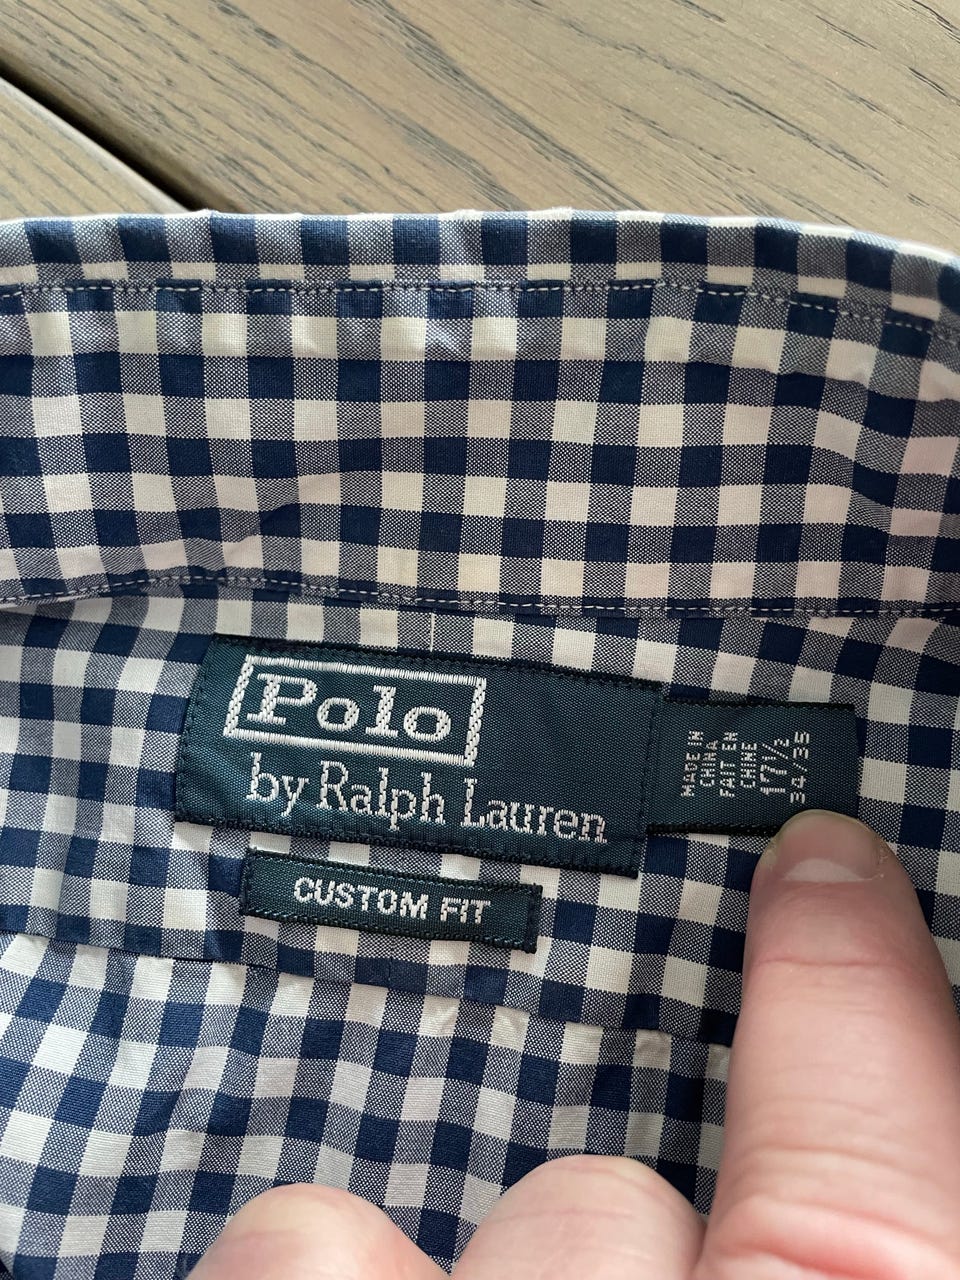 Polo
by Ralph Lauren
CUSTOM FIT
MADE IN
CHINA
FAIT EN
CHINE
17½
34/35